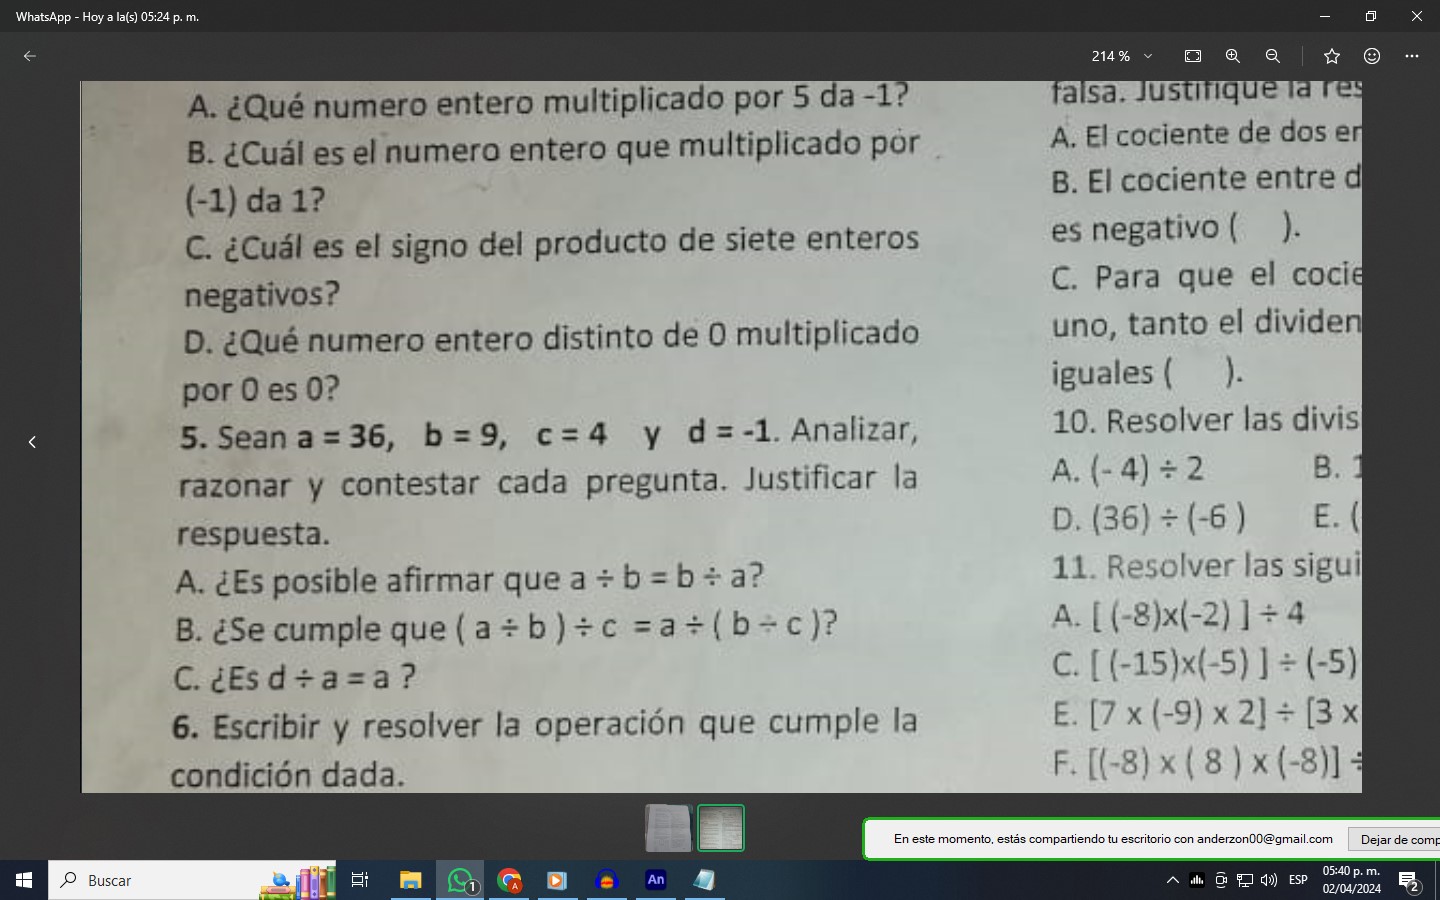 WhatsApp - Hoy a la(s) 05:24 p. m.
214 %
A. ¿Qué numero entero multiplicado por 5 da -1?
B. ¿Cuál es el numero entero que multiplicado por
(-1) da 1?
C. ¿Cuál es el signo del producto de siete enteros
negativos?
D. ¿Qué numero entero distinto de 0 multiplicado
por 0 es 0?
5. Sean a = 36, b = 9, c = 4 y d = -1. Analizar,
razonar y contestar cada pregunta. Justificar la
respuesta.
A. ¿Es posible afirmar que a ÷ b = b ÷ a?
B. ¿Se cumple que ( a ÷ b ) ÷ c = a ÷ ( b ÷ c )?
C. ¿Es d ÷ a = a ?
6. Escribir y resolver la operación que cumple la
condición dada.
falsa. Justifique la res
A. El cociente de dos er
B. El cociente entre d
es negativo ( ).
C. Para que el cocie
uno, tanto el dividen
iguales ( ).
10. Resolver las divis
A. (- 4) ÷ 2 B. 1
D. (36) ÷ (-6 ) E. (
11. Resolver las sigui
A. [ (-8)x(-2) ] ÷ 4
C. [ (-15)x(-5) ] ÷ (-5)
E. [7 x (-9) x 2] ÷ [3 x
F. [(-8) x ( 8 ) x (-8)] ÷
En este momento, estás compartiendo tu escritorio con anderzon00@gmail.com
Dejar de comp
Buscar
1
A
An
ESP
05:40 p. m.
02/04/2024
2